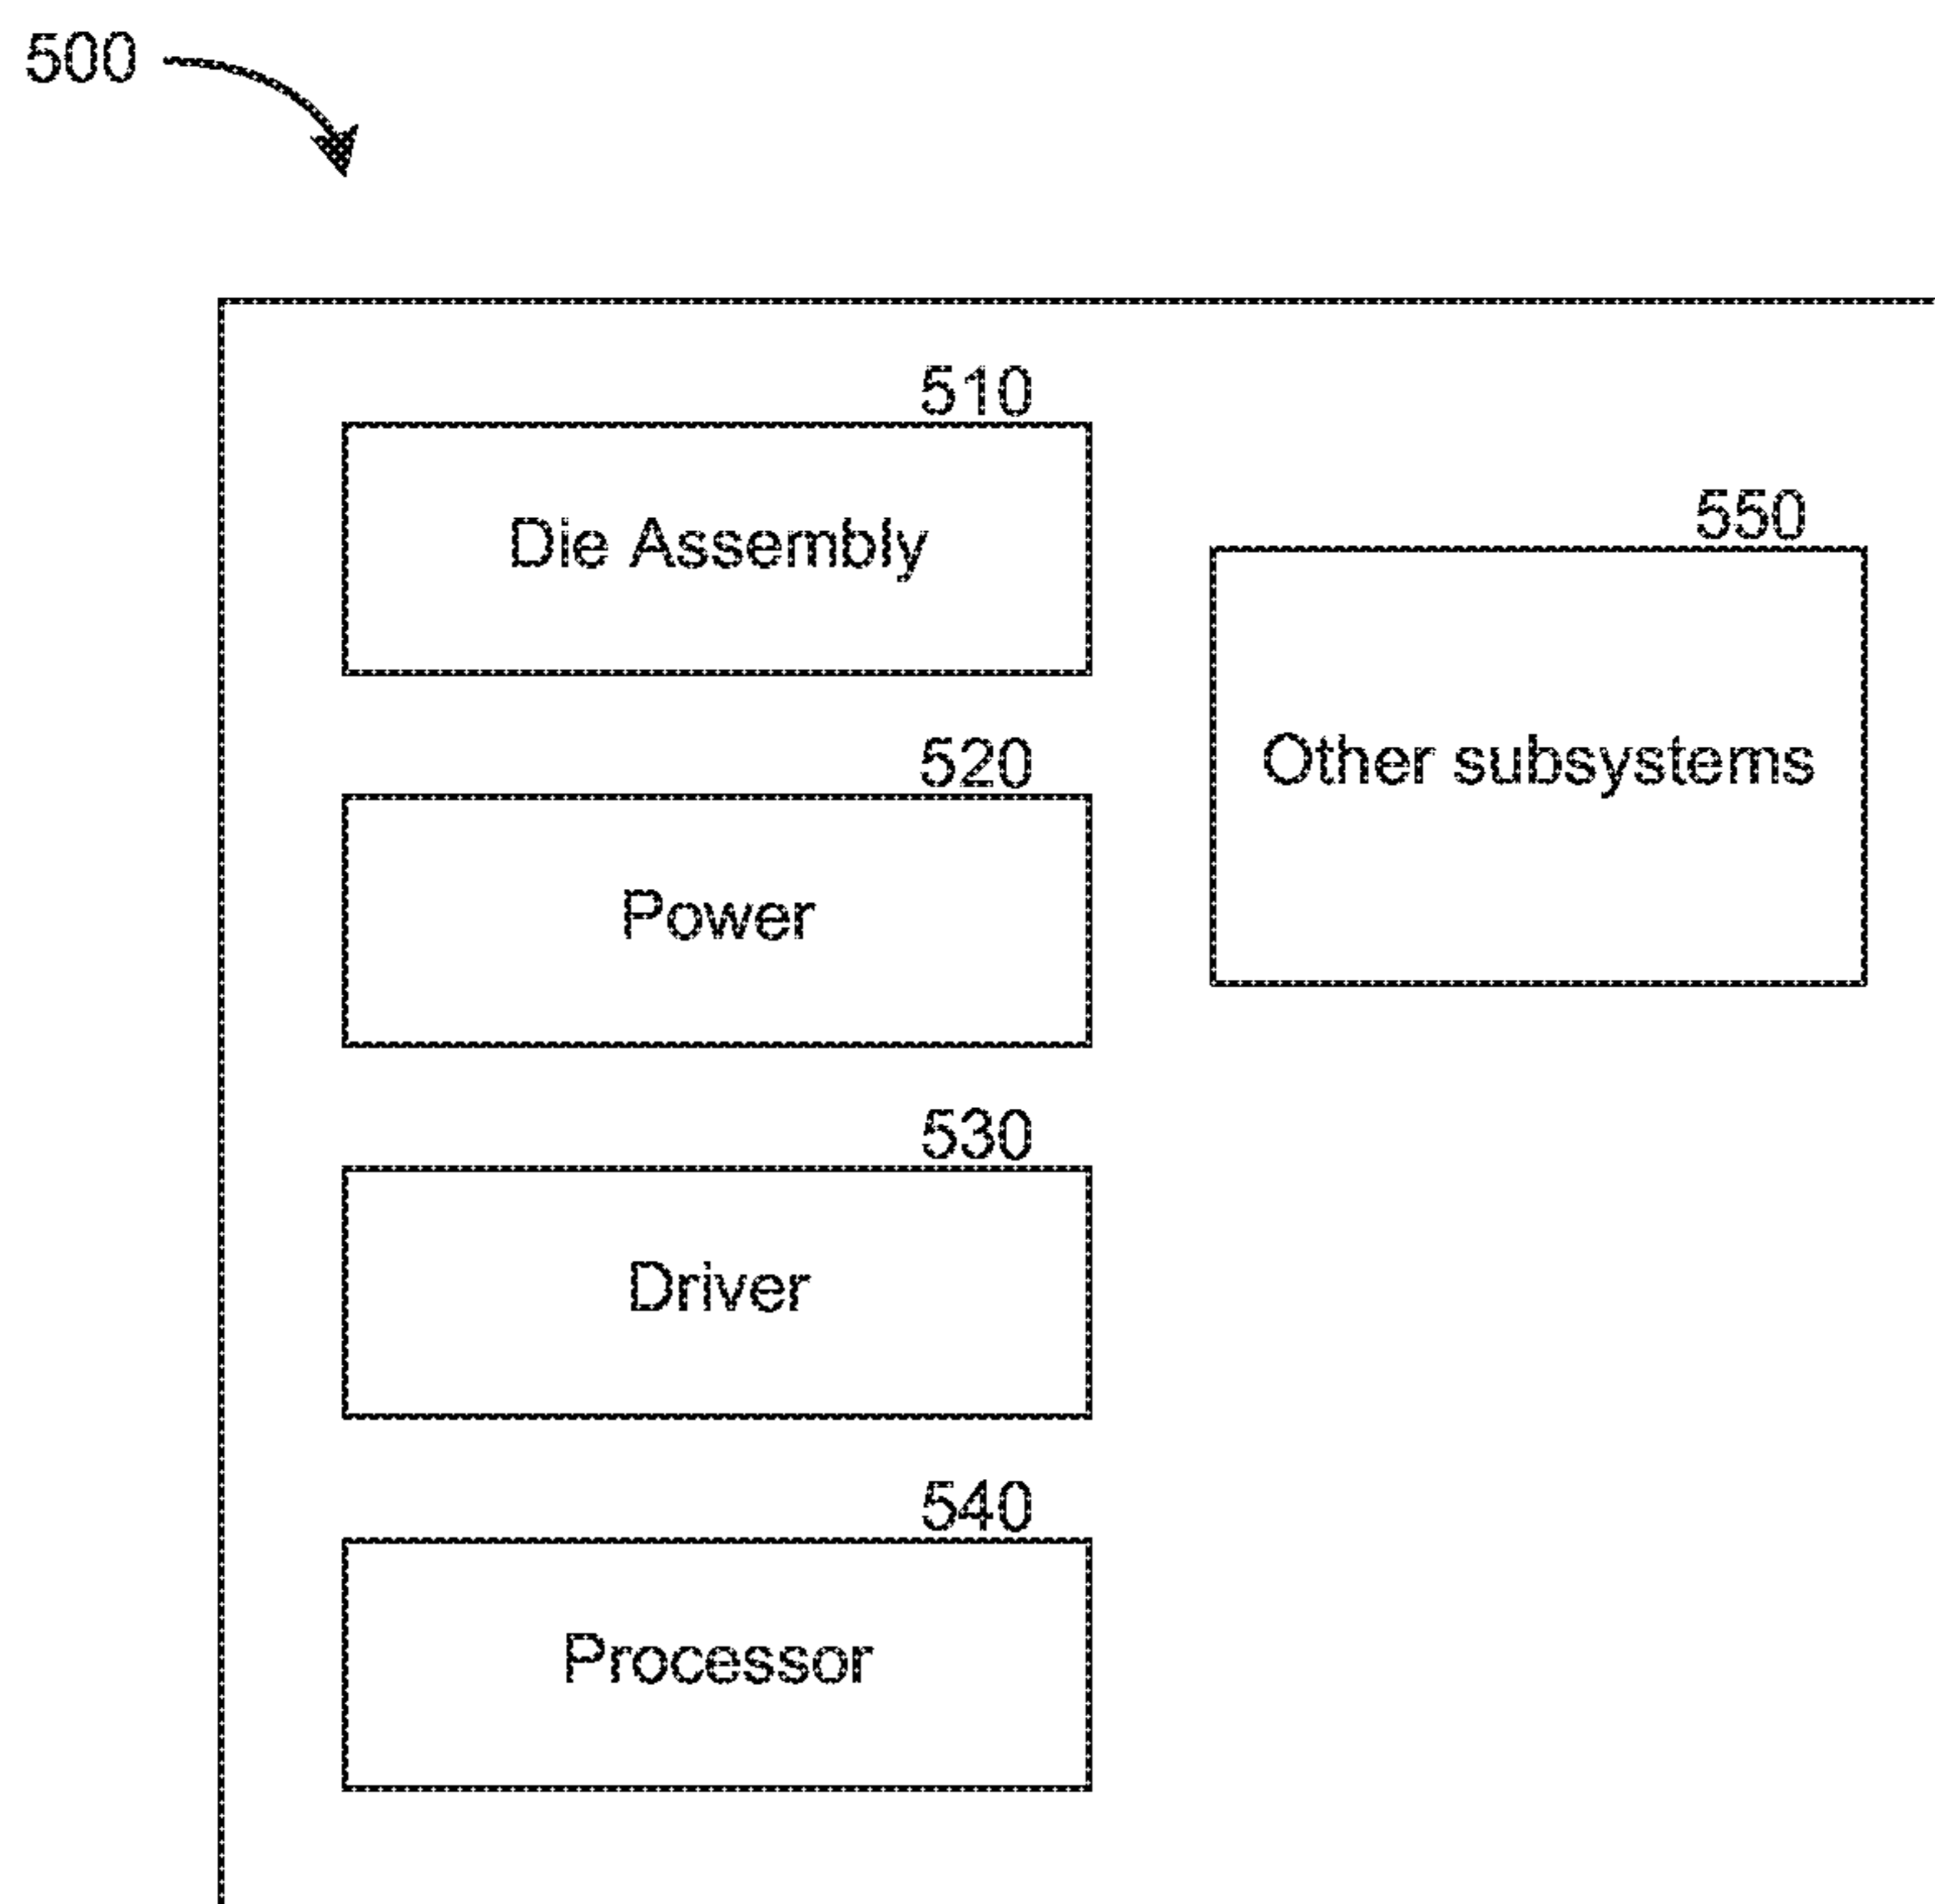 500
510
Die Assembly
550
Other subsystems
520
Power
530
Driver
540
Processor